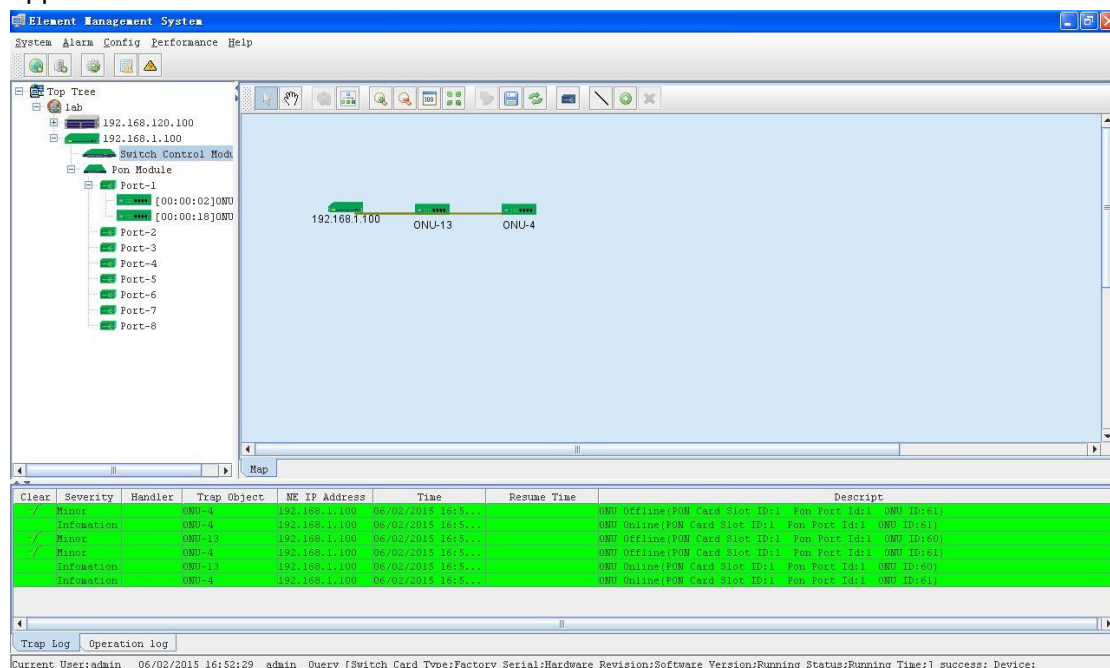 Element Management System
System Alarm Config Performance Help
Top Tree
lab
192.168.120.100
192.168.1.100
Switch Control Modu
Pon Module
Port-1
[00:00:02]ONU
[00:00:18]ONU
Port-2
Port-3
Port-4
Port-5
Port-6
Port-7
Port-8
100
192.168.1.100 ONU-13 ONU-4
Map
Clear Severity Handler Trap Object NE IP Address Time Resume Time Descript
Minor ONU-4 192.168.1.100 06/02/2015 16:5... ONU Offline(PON Card Slot ID:1 Pon Port Id:1 ONU ID:61)
Infomation ONU-4 192.168.1.100 06/02/2015 16:5... ONU Online(PON Card Slot ID:1 Pon Port Id:1 ONU ID:61)
Minor ONU-13 192.168.1.100 06/02/2015 16:5... ONU Offline(PON Card Slot ID:1 Pon Port Id:1 ONU ID:60)
Minor ONU-4 192.168.1.100 06/02/2015 16:5... ONU Offline(PON Card Slot ID:1 Pon Port Id:1 ONU ID:61)
Infomation ONU-13 192.168.1.100 06/02/2015 16:5... ONU Online(PON Card Slot ID:1 Pon Port Id:1 ONU ID:60)
Infomation ONU-4 192.168.1.100 06/02/2015 16:5... ONU Online(PON Card Slot ID:1 Pon Port Id:1 ONU ID:61)
Trap Log Operation log
Current User:admin 06/02/2015 16:52:29 admin Query [Switch Card Type;Factory Serial;Hardware Revision;Software Version;Running Status;Running Time;] success; Device: